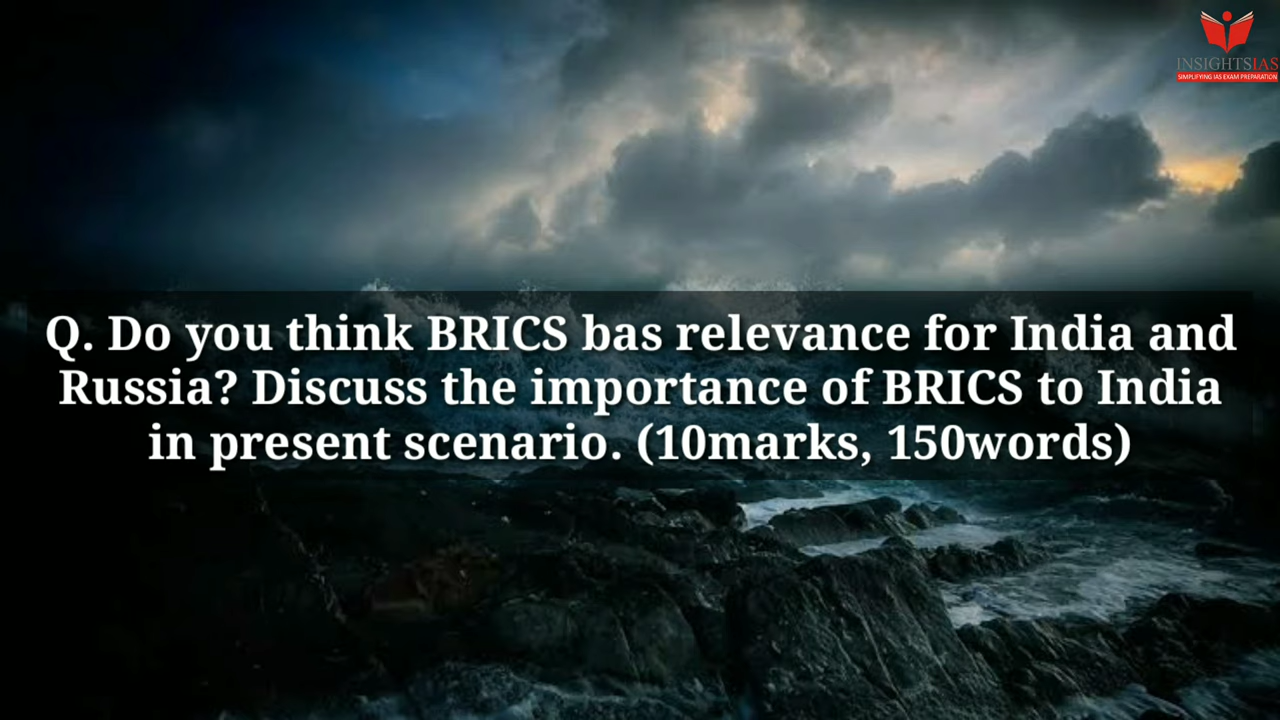 INSIGHTSIAS
SIMPLIFYING IAS EXAM PREPARATION
Q. Do you think BRICS bas relevance for India and
Russia? Discuss the importance of BRICS to India
in present scenario. (10marks, 150words)